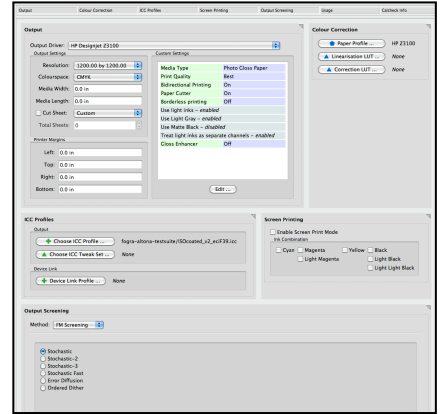 Output
Colour Correction
ICC Profiles
Screen Printing
Output Screening
Usage
Calcheck Info
Output
Output Driver: HP Designjet Z3100
Output Settings
Resolution: 1200.00 by 1200.00
Colourspace: CMYK
Media Width: 0.0 in
Media Length: 0.0 in
Cut Sheet: Custom
Total Sheets: 0
Printer Margins
Left: 0.0 in
Top: 0.0 in
Right: 0.0 in
Bottom: 0.0 in
Custom Settings
Media Type Photo Gloss Paper
Print Quality Best
Bidirectional Printing On
Paper Cutter On
Borderless printing Off
Use light inks - enabled
Use Light Gray - enabled
Use Matte Black - disabled
Treat light inks as separate channels - enabled
Gloss Enhancer Off
Edit ...
Colour Correction
Paper Profile ... HP Z3100
Linearisation LUT ... None
Correction LUT ... None
ICC Profiles
Output
Choose ICC Profile ... fogra-altona-testsuite/ISOcoated_v2_eciF39.icc
Choose ICC Tweak Set ... None
Device Link
Device Link Profile ... None
Screen Printing
Enable Screen Print Mode
Ink Combination
Cyan Magenta Yellow Black
Light Magenta Light Black
Light Light Black
Output Screening
Method: FM Screening
Stochastic
Stochastic-2
Stochastic-3
Stochastic Fast
Error Diffusion
Ordered Dither